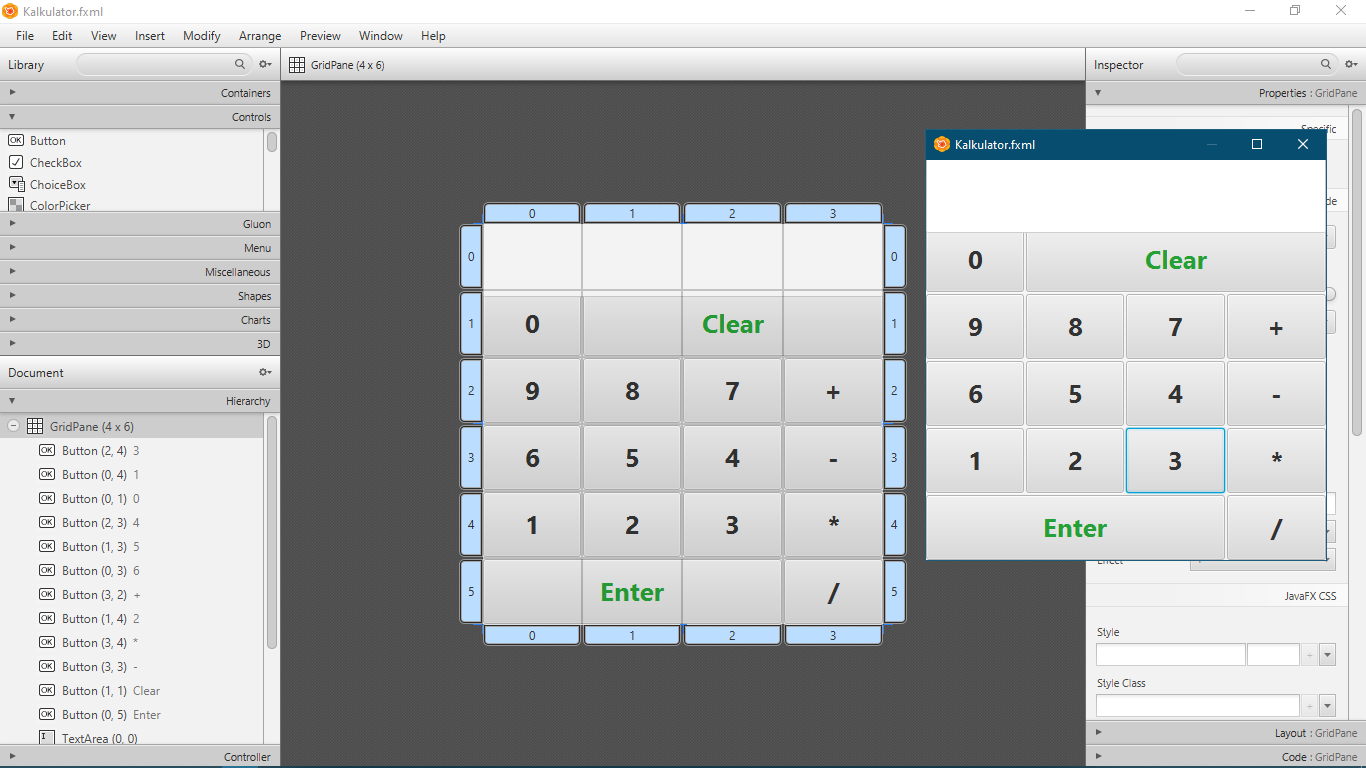 Kalkulator.fxml
File Edit View Insert Modify Arrange Preview Window Help
Library
Containers
Controls
OK Button
CheckBox
ChoiceBox
ColorPicker
Gluon
Menu
Miscellaneous
Shapes
Charts
3D
Document
Hierarchy
GridPane (4 x 6)
OK Button (2, 4) 3
OK Button (0, 4) 1
OK Button (0, 1) 0
OK Button (2, 3) 4
OK Button (1, 3) 5
OK Button (0, 3) 6
OK Button (3, 2) +
OK Button (1, 4) 2
OK Button (3, 4) *
OK Button (3, 3) -
OK Button (1, 1) Clear
OK Button (0, 5) Enter
TextArea (0, 0)
Controller
GridPane (4 x 6)
0 1 2 3
0 0
1 0 Clear 1
2 9 8 7 + 2
3 6 5 4 - 3
4 1 2 3 * 4
5 Enter / 5
0 1 2 3
Inspector
Properties : GridPane
Specific
de
Kalkulator.fxml
0 Clear
9 8 7 +
6 5 4 -
1 2 3 *
Enter /
Effect
JavaFX CSS
Style
Style Class
Layout : GridPane
Code : GridPane